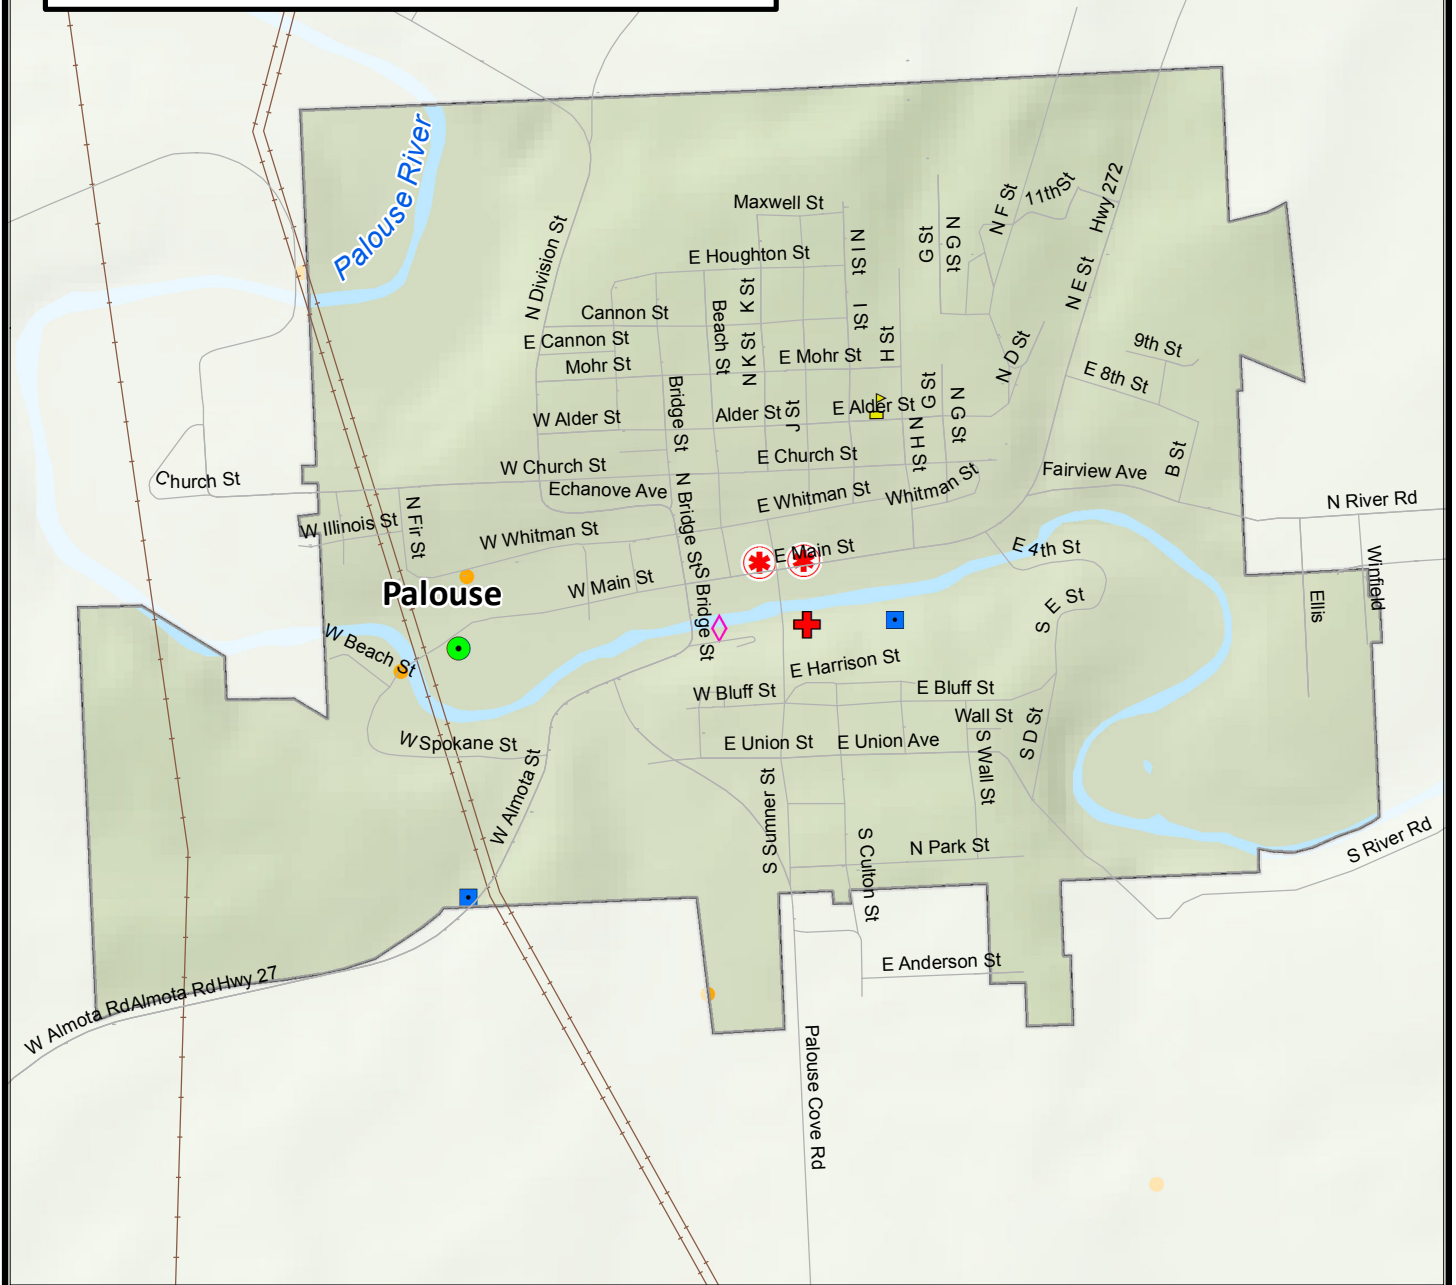 Palouse River
Maxwell St
N F St
11th St
Hwy 272
N Division St
E Houghton St
N I St
G St
N G St
K St
N E St
Cannon St
Beach St
I St
E Cannon St
N K St
H St
Mohr St
E Mohr St
N D St
9th St
E 8th St
Bridge St
W Alder St
Alder St
J St
E Alder St
G St
N G St
N H St
W Church St
E Church St
Church St
Echanove Ave
N Bridge St
E Whitman St
Whitman St
Fairview Ave
B St
N River Rd
W Illinois St
N Fir St
W Whitman St
E Main St
E 4th St
Winfield
Palouse
W Main St
S Bridge St
S E St
Ellis
W Beach St
E Harrison St
W Bluff St
E Bluff St
Wall St
S D St
W Spokane St
E Union St
E Union Ave
S Wall St
W Almota St
S Sumner St
S Culton St
N Park St
S River Rd
E Anderson St
W Almota Rd
Almota Rd
Hwy 27
Palouse Cove Rd